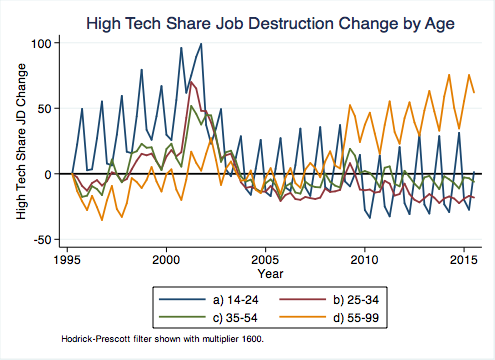 High Tech Share Job Destruction Change by Age
High Tech Share JD Change
100
50
0
-50
1995
2000
2005
2010
2015
Year
a) 14-24
b) 25-34
c) 35-54
d) 55-99
Hodrick-Prescott filter shown with multiplier 1600.